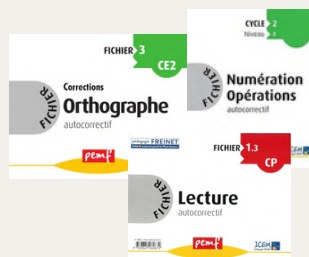 FICHIER 3
CE2
Corrections
FICHIER
Orthographe
autocorrectif
pédagogie FREINET
pemf
CYCLE 2
Niveau 1
FICHIER
Numération
Opérations
autocorrectif
FICHIER 1.3
CP
FICHIER
Lecture
autocorrectif
pemf
ICEM